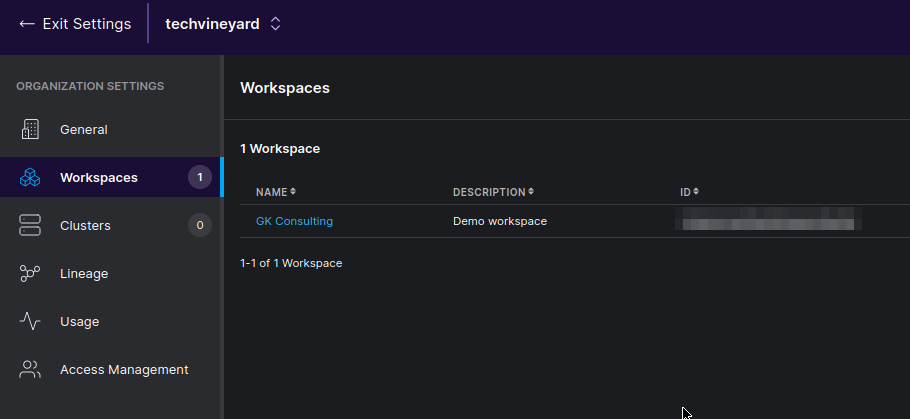 ← Exit Settings techvineyard
ORGANIZATION SETTINGS
General
Workspaces 1
Clusters 0
Lineage
Usage
Access Management
Workspaces
1 Workspace
NAME DESCRIPTION ID
GK Consulting Demo workspace
1-1 of 1 Workspace